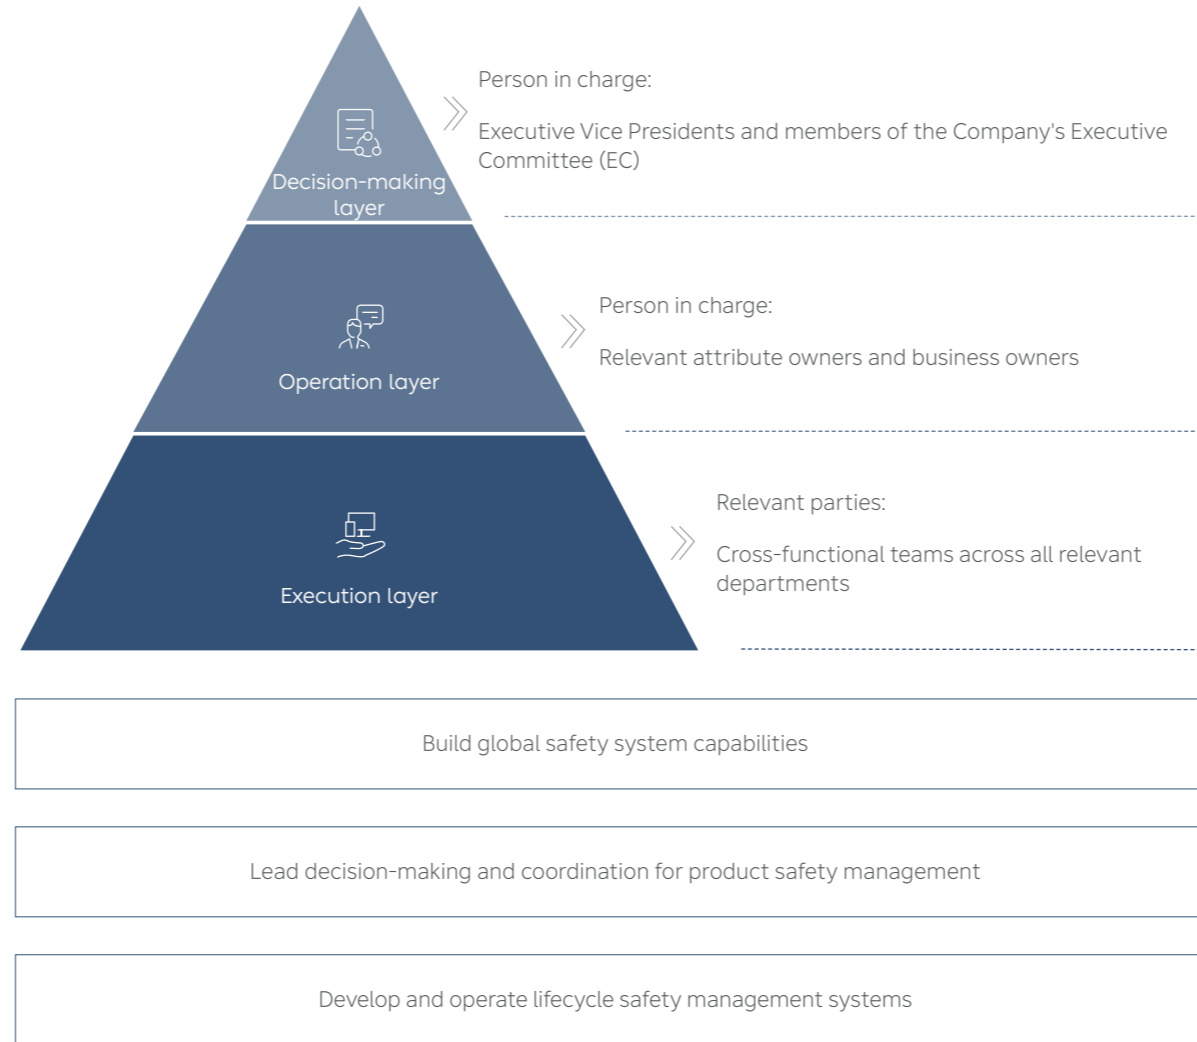 Person in charge:
Executive Vice Presidents and members of the Company's Executive
Committee (EC)
Decision-making
layer
Person in charge:
Relevant attribute owners and business owners
Operation layer
Relevant parties:
Cross-functional teams across all relevant
departments
Execution layer
Build global safety system capabilities
Lead decision-making and coordination for product safety management
Develop and operate lifecycle safety management systems